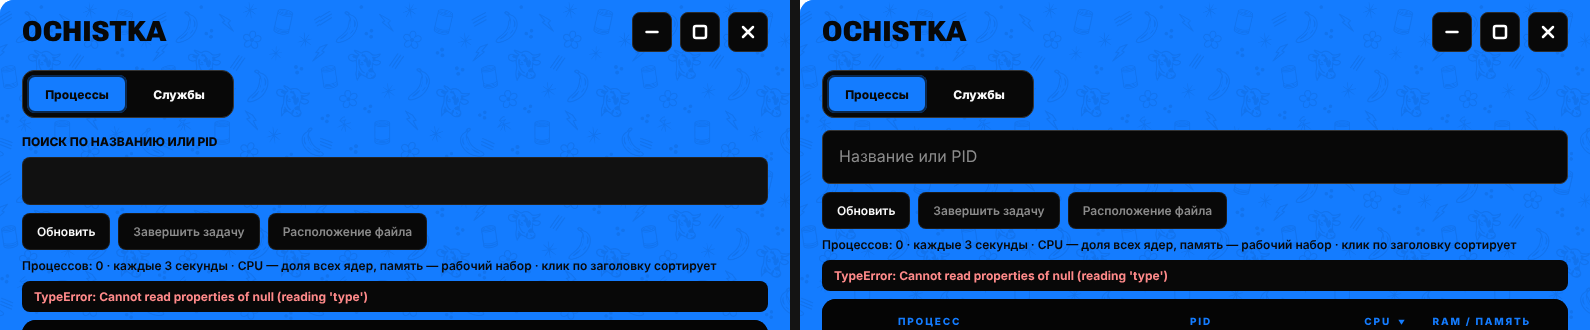 OCHISTKA
Процессы Службы
ПОИСК ПО НАЗВАНИЮ ИЛИ PID
Обновить Завершить задачу Расположение файла
Процессов: 0 · каждые 3 секунды · CPU — доля всех ядер, память — рабочий набор · клик по заголовку сортирует
TypeError: Cannot read properties of null (reading 'type')
OCHISTKA
Процессы Службы
Название или PID
Обновить Завершить задачу Расположение файла
Процессов: 0 · каждые 3 секунды · CPU — доля всех ядер, память — рабочий набор · клик по заголовку сортирует
TypeError: Cannot read properties of null (reading 'type')
ПРОЦЕСС PID CPU RAM / ПАМЯТЬ